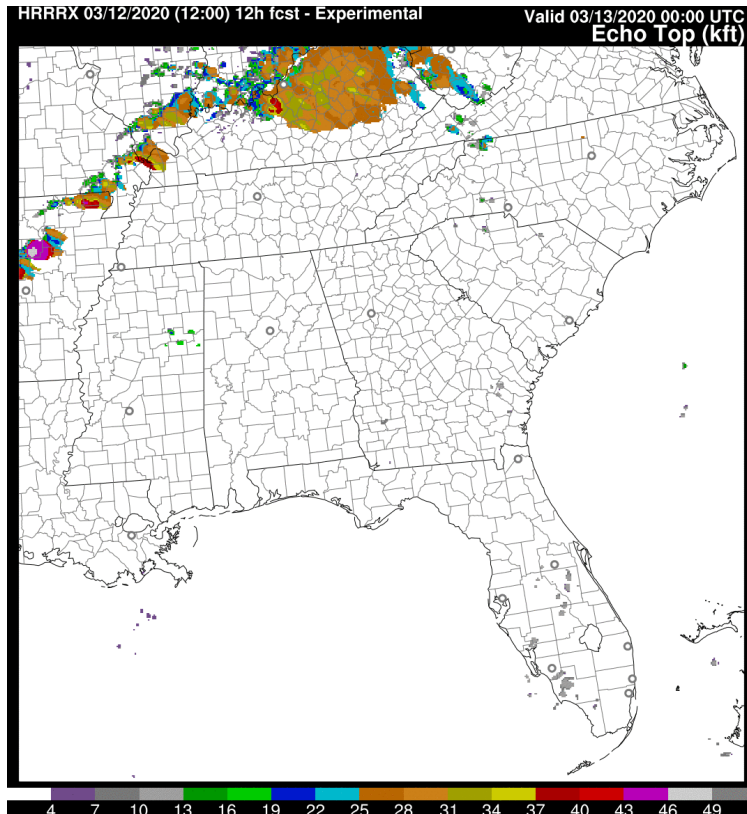 HRRRX 03/12/2020 (12:00) 12h fcst - Experimental
Valid 03/13/2020 00:00 UTC
Echo Top (kft)
4 7 10 13 16 19 22 25 28 31 34 37 40 43 46 49